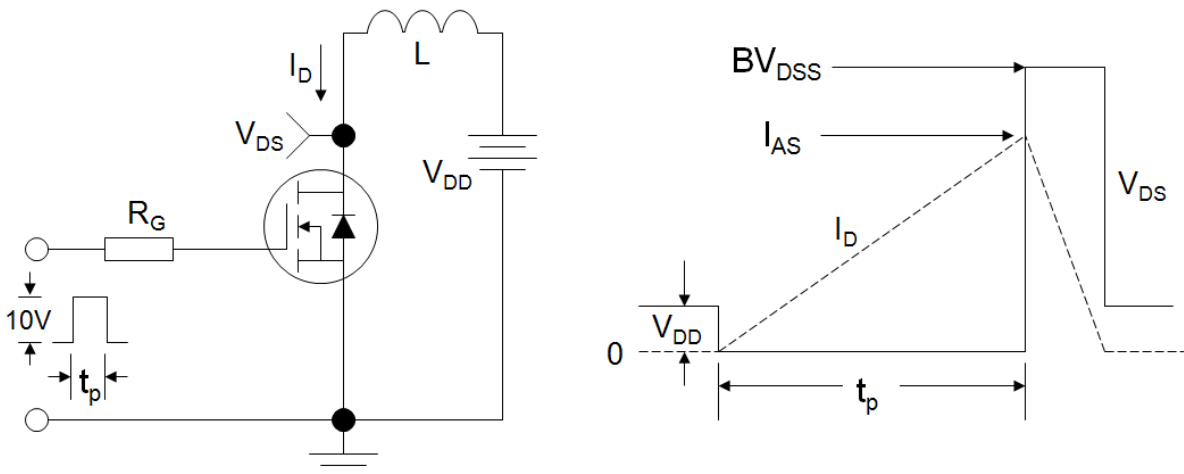 L
I_D
V_DS
V_DD
R_G
10V
t_p
BV_DSS
I_AS
V_DS
I_D
V_DD
0
t_p